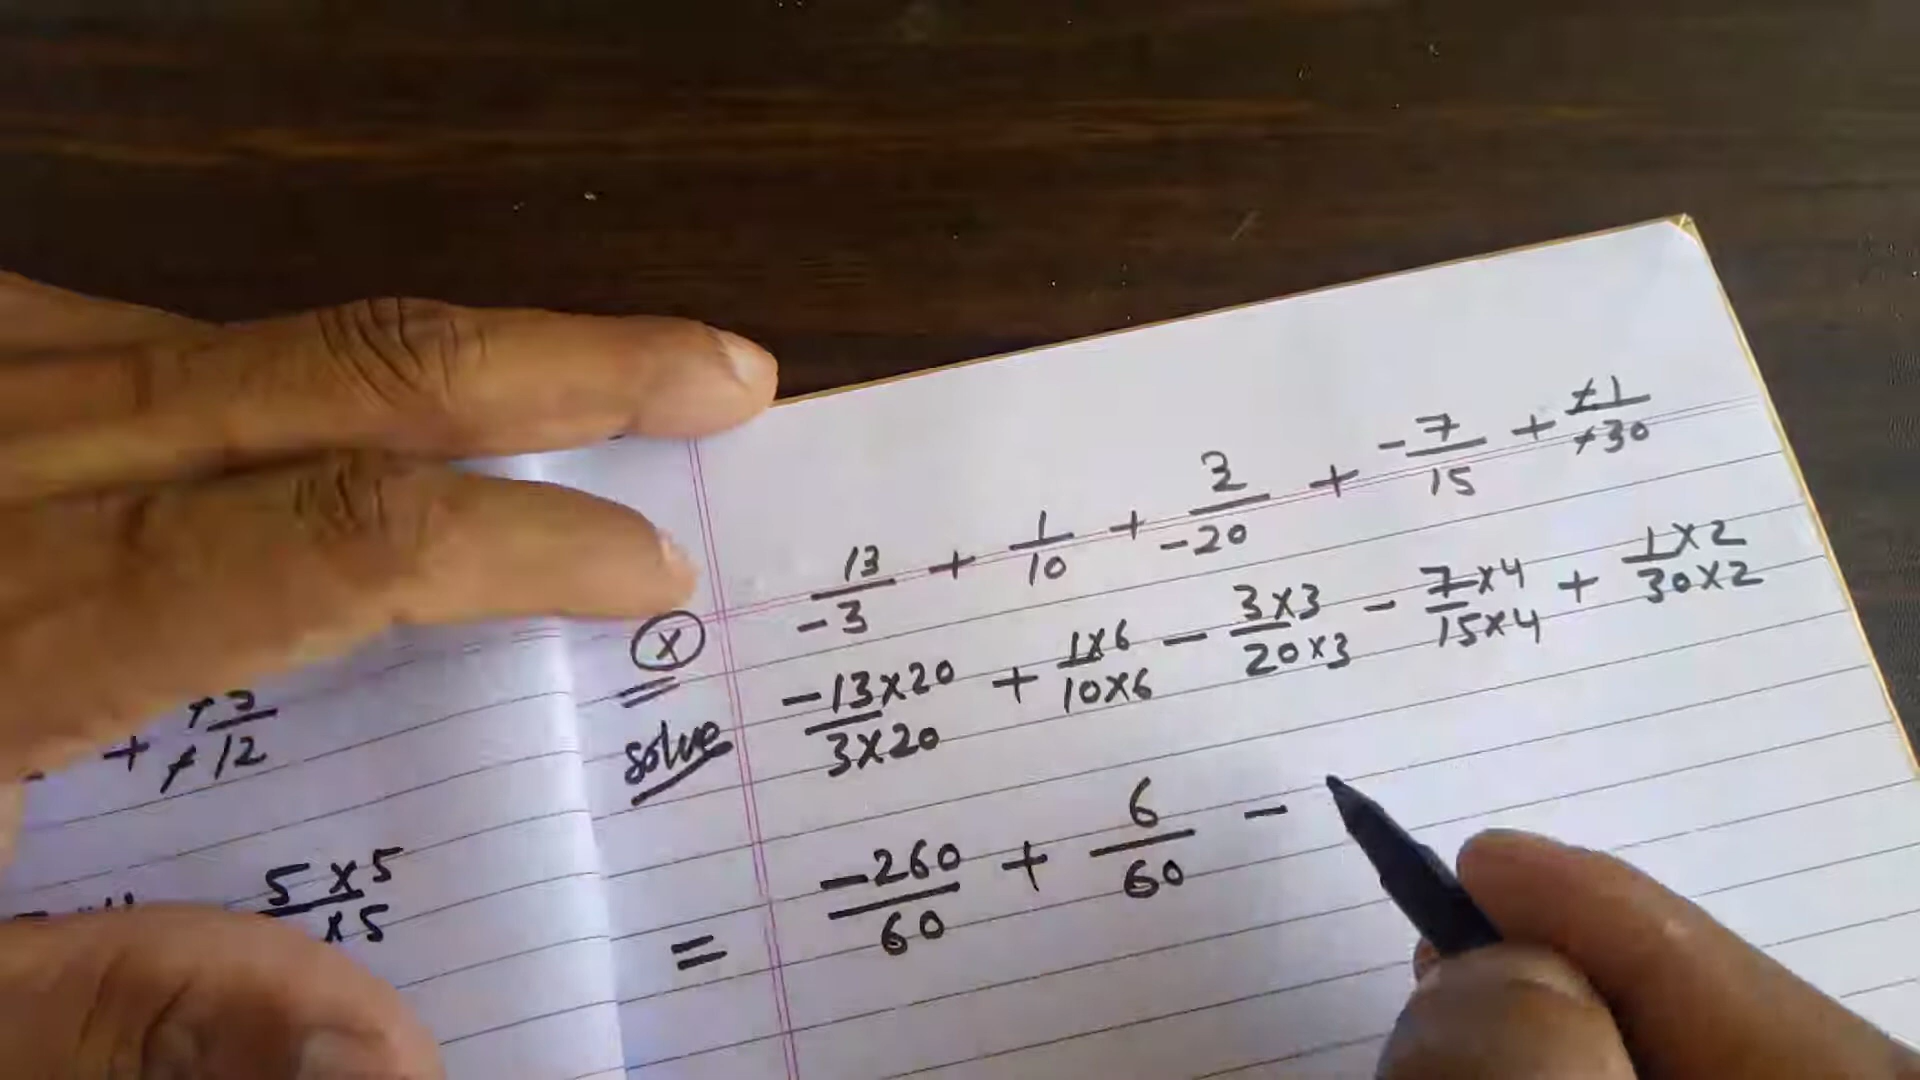 13/-3 + 1/10 + 3/-20 + -7/15 + -1/-30
(x)
solve -13×20/3×20 + 1×6/10×6 - 3×3/20×3 - 7×4/15×4 + 1×2/30×2
= -260/60 + 6/60 -
+ -7/-12
5×5
×5